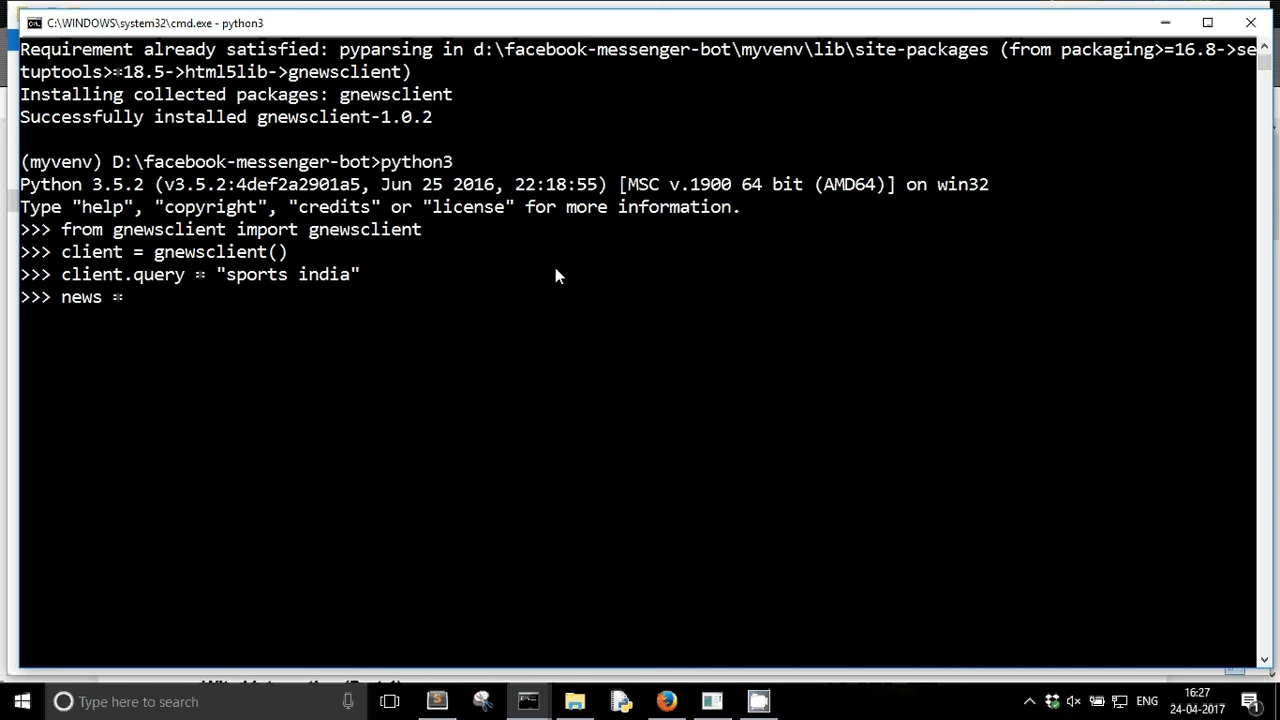 C:\WINDOWS\system32\cmd.exe - python3
Requirement already satisfied: pyparsing in d:\facebook-messenger-bot\myvenv\lib\site-packages (from packaging>=16.8->se
tuptools>=18.5->html5lib->gnewsclient)
Installing collected packages: gnewsclient
Successfully installed gnewsclient-1.0.2
(myvenv) D:\facebook-messenger-bot>python3
Python 3.5.2 (v3.5.2:4def2a2901a5, Jun 25 2016, 22:18:55) [MSC v.1900 64 bit (AMD64)] on win32
Type "help", "copyright", "credits" or "license" for more information.
>>> from gnewsclient import gnewsclient
>>> client = gnewsclient()
>>> client.query = "sports india"
>>> news =
Type here to search
ENG
16:27
24-04-2017
1